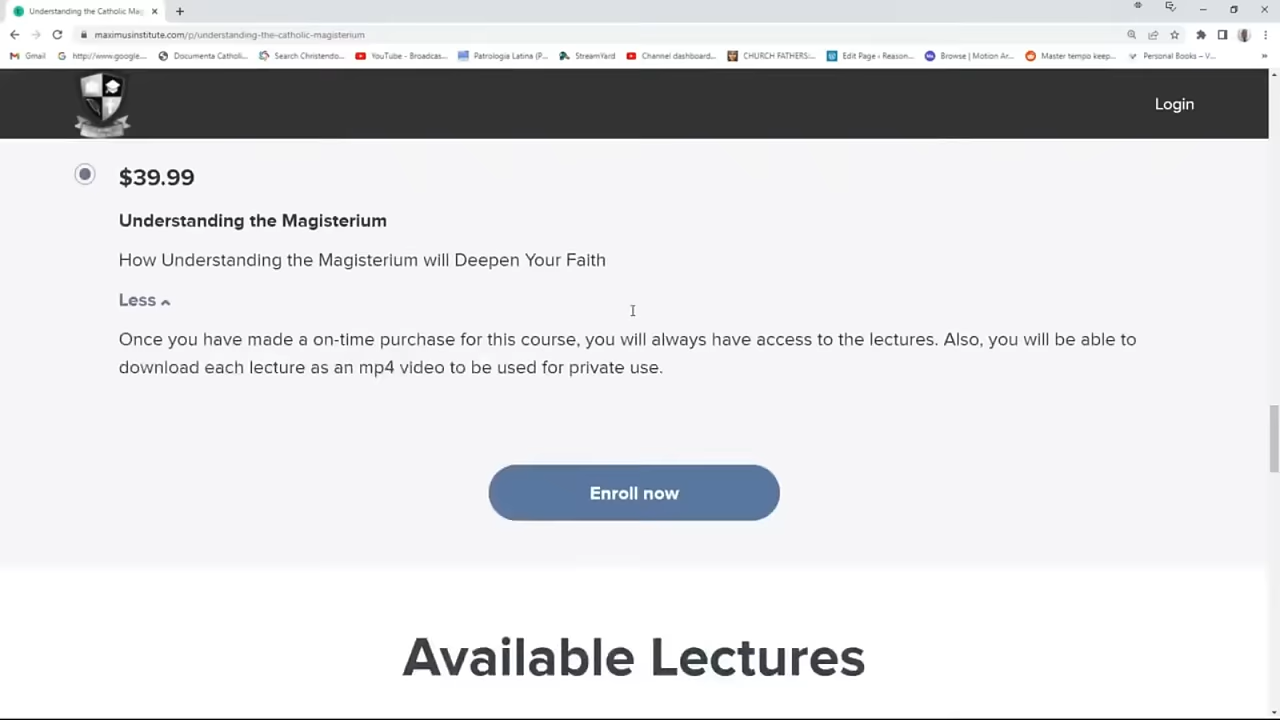 Understanding the Catholic Mag
maximusinstitute.com/p/understanding-the-catholic-magisterium
Gmail
http://www.google....
Documenta Catholi...
Search Christendo...
YouTube - Broadcas...
Patrologia Latina (P...
StreamYard
Channel dashboard...
CHURCH FATHERS:...
Edit Page ‹ Reason...
Browse | Motion Ar...
Master tempo keep...
Personal Books – V...
»
Login
$39.99
Understanding the Magisterium
How Understanding the Magisterium will Deepen Your Faith
Less
Once you have made a on-time purchase for this course, you will always have access to the lectures. Also, you will be able to
download each lecture as an mp4 video to be used for private use.
Enroll now
Available Lectures